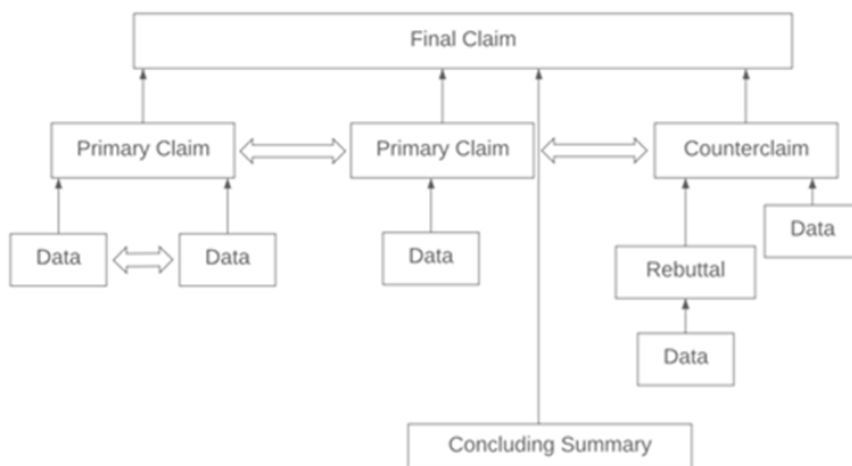 Final Claim
Primary Claim
Primary Claim
Counterclaim
Data
Data
Data
Data
Rebuttal
Data
Concluding Summary